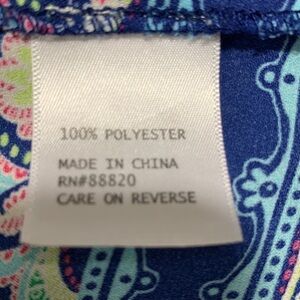 100% POLYESTER
MADE IN CHINA
RN#88820
CARE ON REVERSE